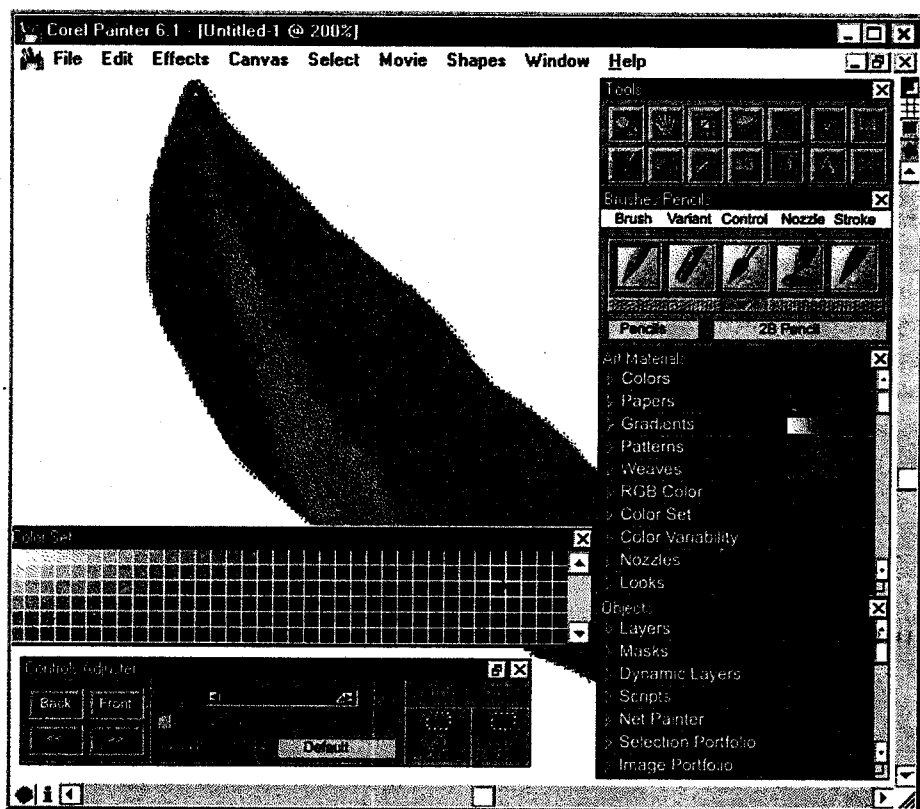 Corel Painter 6.1 - [Untitled-1 @ 200%]
File Edit Effects Canvas Select Movie Shapes Window Help
Tools
Brushes Pencils
Brush Variant Control Nozzle Stroke
Pencils 2B Pencil
Art Materials
Colors
Papers
Gradients
Patterns
Weaves
RGB Color
Color Set
Color Variability
Nozzles
Looks
Color Set
Objects
Layers
Masks
Dynamic Layers
Scripts
Net Painter
Selection Portfolio
Image Portfolio
Controls Adjuster
Back Front
<< >>
Default